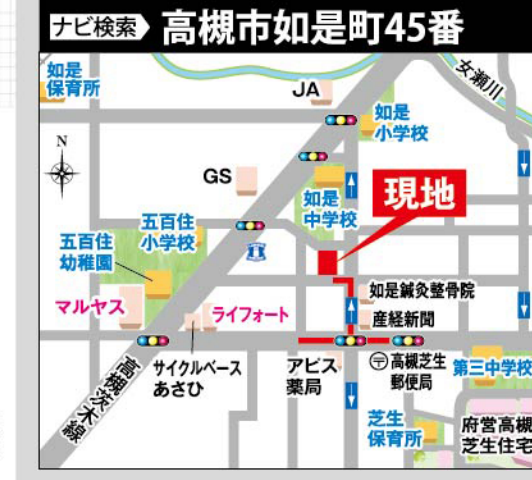 ナビ検索 高槻市如是町45番
如是
保育所
JA
女瀬川
如是
小学校
N
GS
如是
中学校
現地
五百住
小学校
五百住
幼稚園
マルヤス
ライフォート
如是鍼灸整骨院
産経新聞
高槻茨木線
サイクルベース
あさひ
アピス
薬局
〒高槻芝生
郵便局
第三中学校
芝生
保育所
府営高槻
芝生住宅